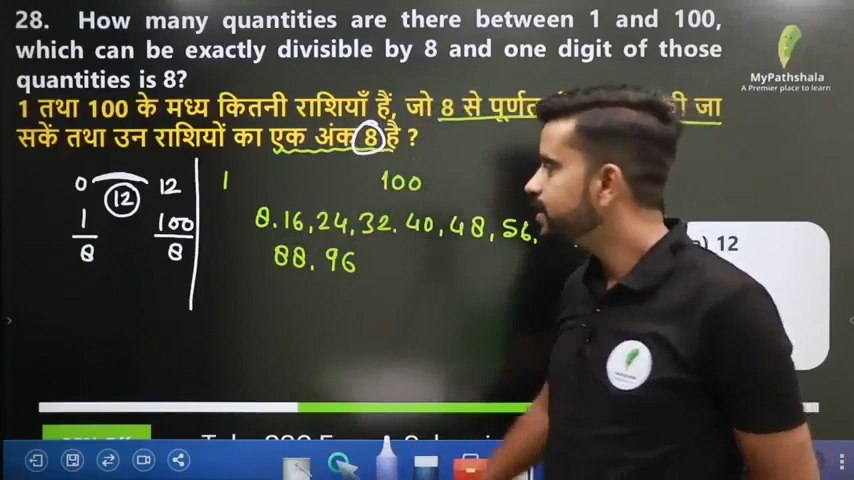 28. How many quantities are there between 1 and 100,
which can be exactly divisible by 8 and one digit of those
quantities is 8?
1 तथा 100 के मध्य कितनी राशियाँ हैं, जो 8 से जा
सकें तथा उन राशियों का एक अंक 8 है ?
MyPathshala
A Premier place to learn
0 12 12
1 100
8 8
1 100
8. 16, 24, 32. 40, 48, 56,
88. 96
12